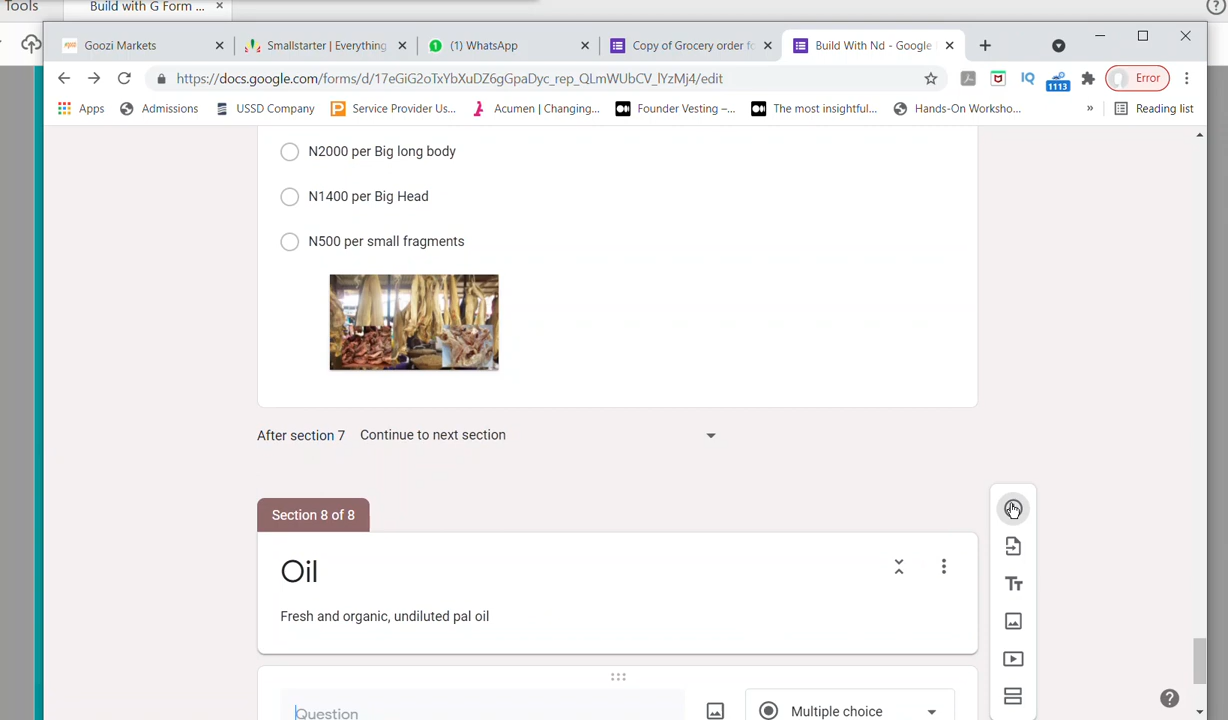 Tools
Build with G Form ... ×
Goozi Markets
Smallstarter | Everything
(1) WhatsApp
Copy of Grocery order fo
Build With Nd - Google
https://docs.google.com/forms/d/17eGiG2oTxYbXuDZ6gGpaDyc_rep_QLmWUbCV_lYzMj4/edit
IQ
1113
Error
Apps
Admissions
USSD Company
Service Provider Us...
Acumen | Changing...
Founder Vesting –...
The most insightful...
Hands-On Worksho...
»
Reading list
N2000 per Big long body
N1400 per Big Head
N500 per small fragments
After section 7 Continue to next section
Section 8 of 8
Oil
Fresh and organic, undiluted pal oil
Tт
Question
Multiple choice